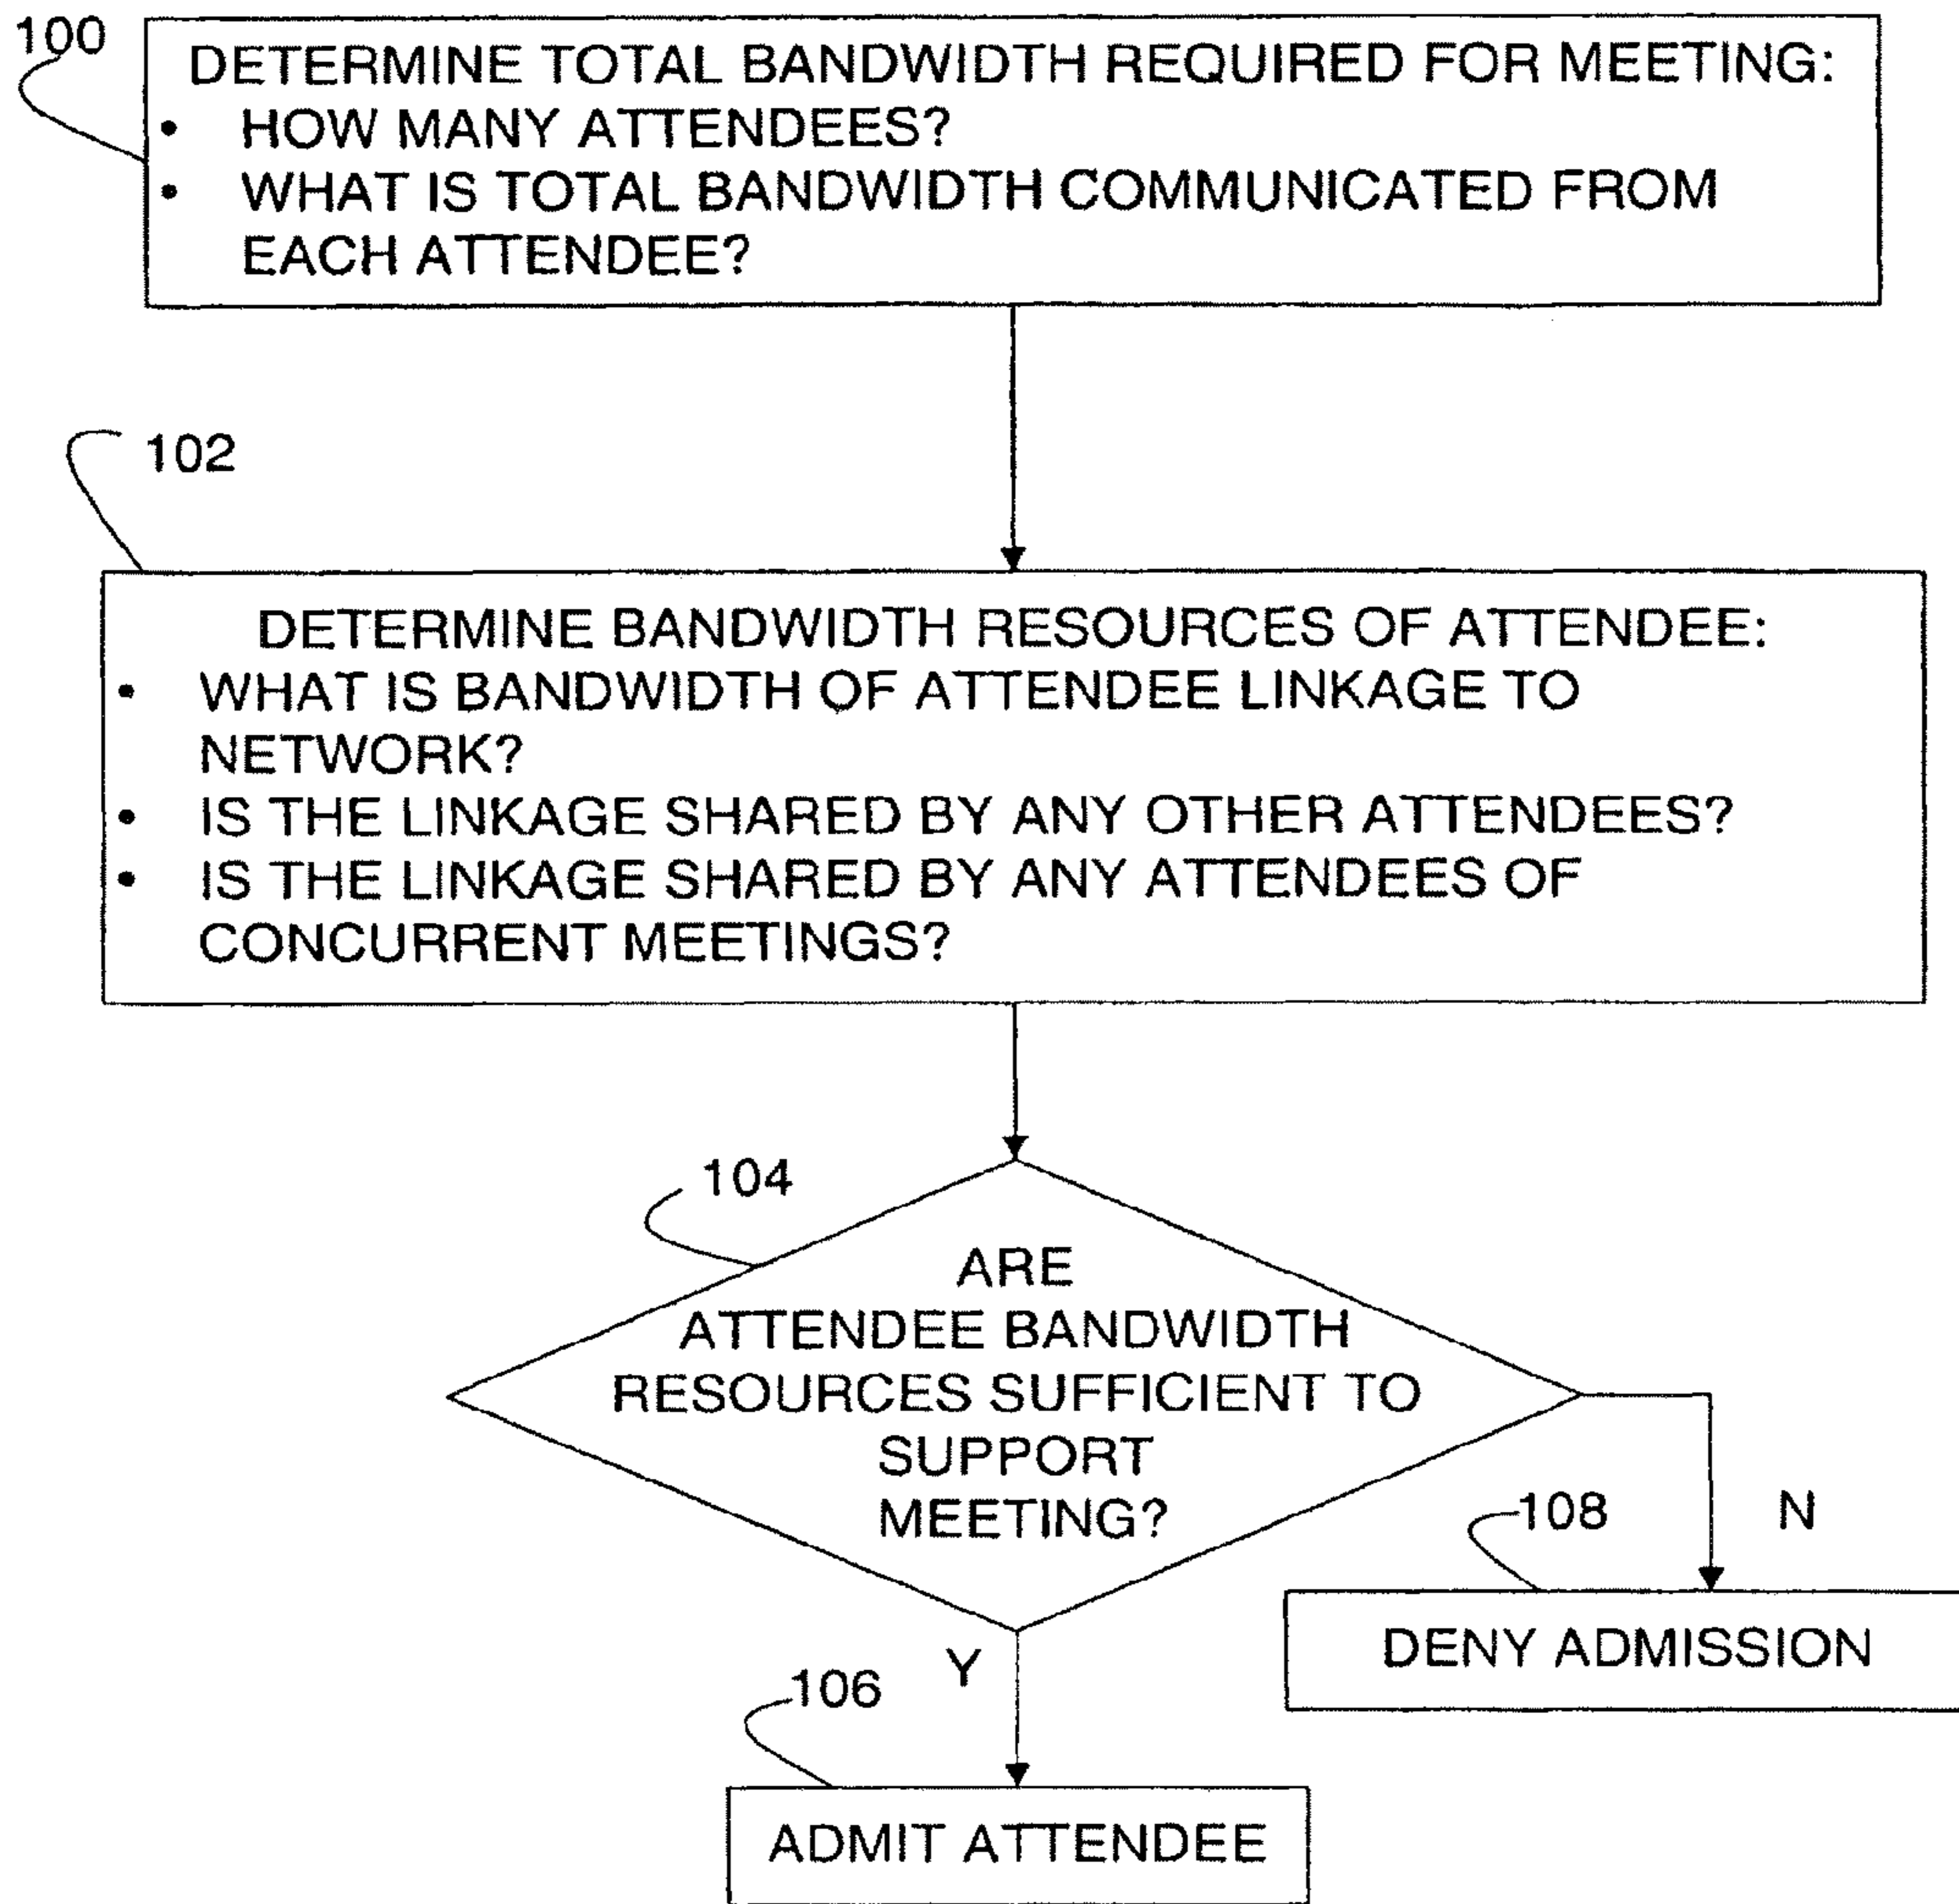 100
DETERMINE TOTAL BANDWIDTH REQUIRED FOR MEETING:
• HOW MANY ATTENDEES?
• WHAT IS TOTAL BANDWIDTH COMMUNICATED FROM
EACH ATTENDEE?
102
DETERMINE BANDWIDTH RESOURCES OF ATTENDEE:
• WHAT IS BANDWIDTH OF ATTENDEE LINKAGE TO
NETWORK?
• IS THE LINKAGE SHARED BY ANY OTHER ATTENDEES?
• IS THE LINKAGE SHARED BY ANY ATTENDEES OF
CONCURRENT MEETINGS?
104
ARE
ATTENDEE BANDWIDTH
RESOURCES SUFFICIENT TO
SUPPORT
MEETING?
108
N
DENY ADMISSION
Y
106
ADMIT ATTENDEE